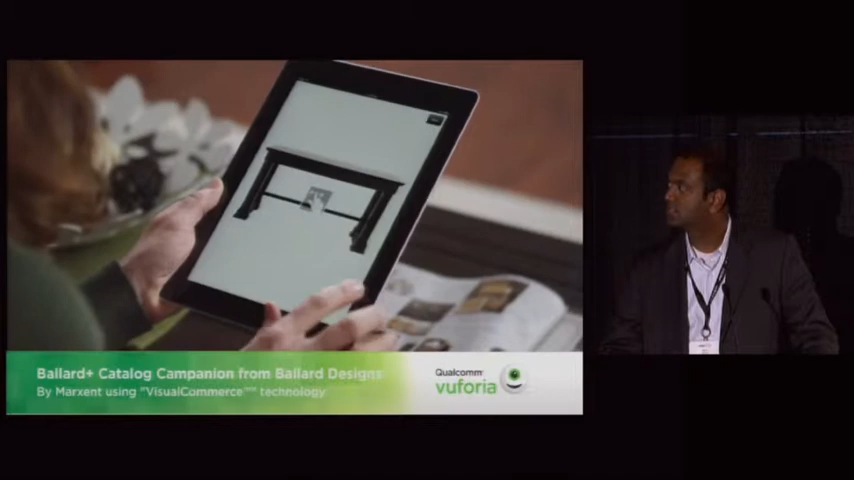 Ballard+ Catalog Companion from Ballard Designs
By Marxent using "VisualCommerce™" technology
Qualcomm
vuforia